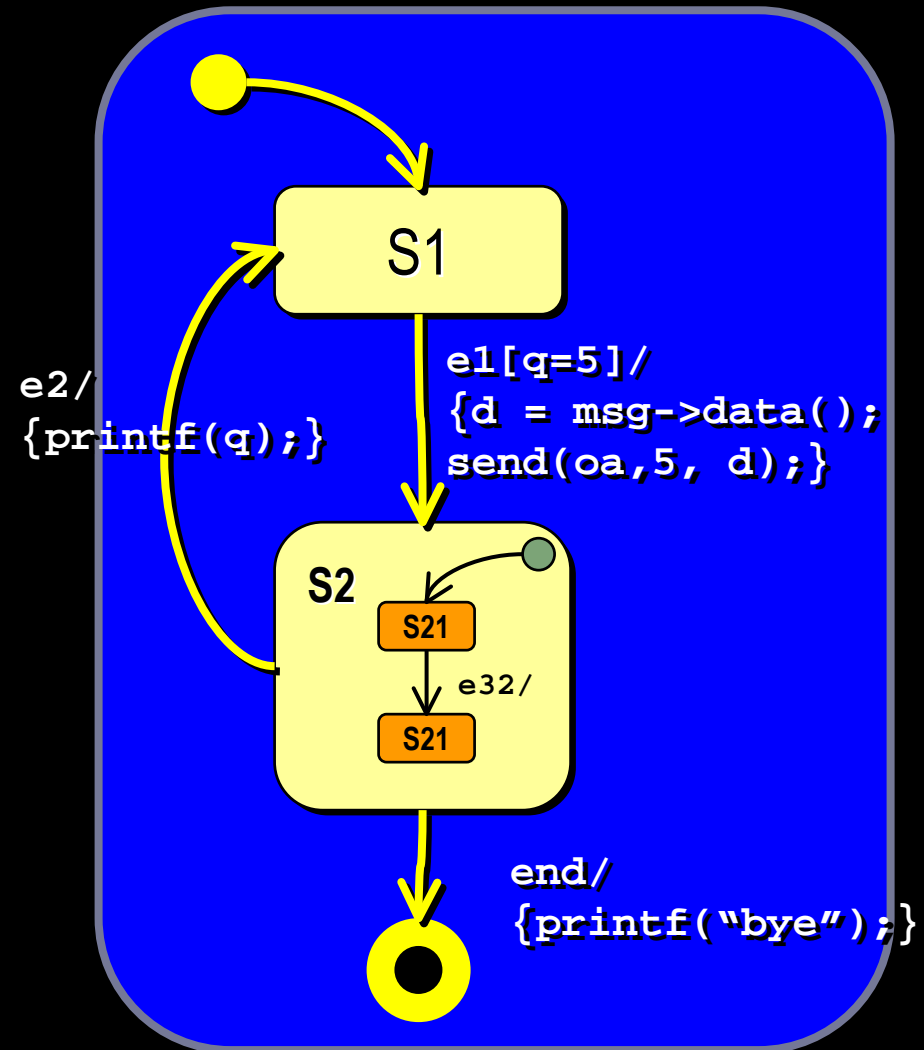 S1
e1[q=5]/
{d = msg->data();
send(oa,5, d);}
e2/
{printf(q);}
S2
S21
e32/
S21
end/
{printf(“bye”);}